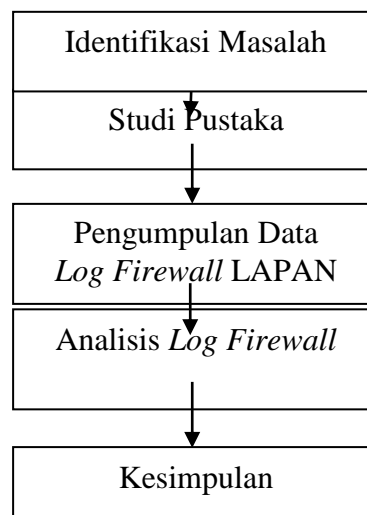 Identifikasi Masalah
Studi Pustaka
Pengumpulan Data
Log Firewall LAPAN
Analisis Log Firewall
Kesimpulan